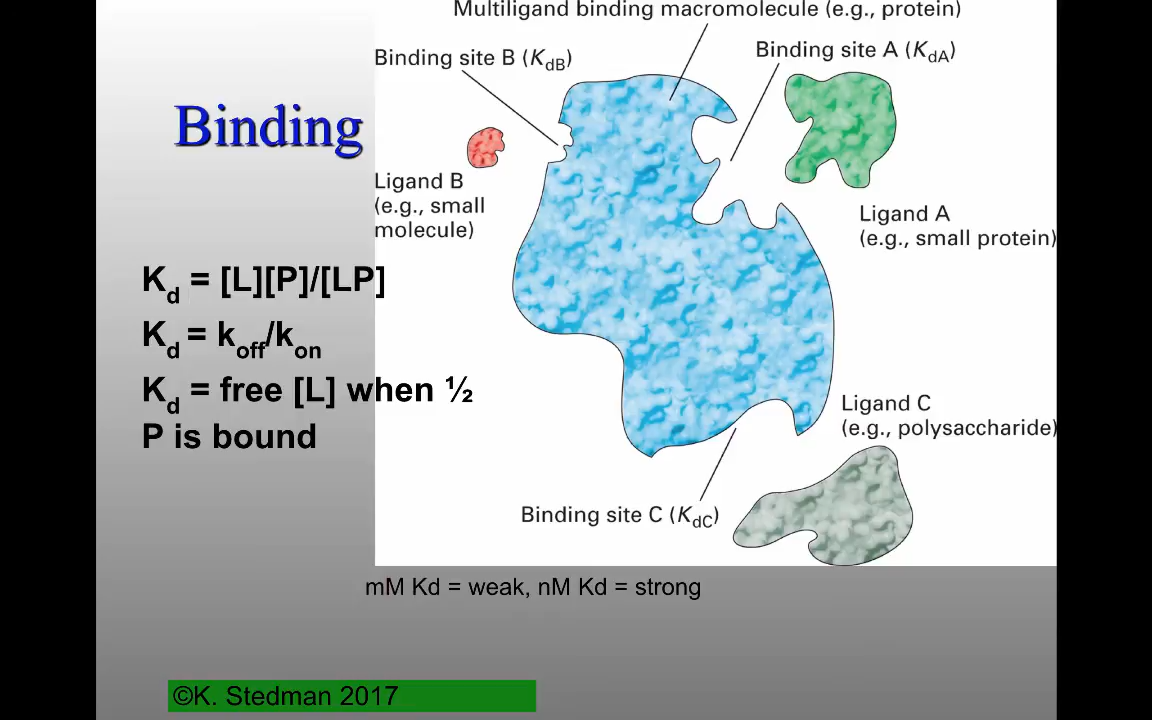 Multiligand binding macromolecule (e.g., protein)
Binding site B (KdB)
Binding site A (KdA)
Binding
Ligand B
(e.g., small
molecule)
Ligand A
(e.g., small protein)
Kd = [L][P]/[LP]
Kd = koff/kon
Kd = free [L] when ½
P is bound
Ligand C
(e.g., polysaccharide)
Binding site C (KdC)
mM Kd = weak, nM Kd = strong
©K. Stedman 2017